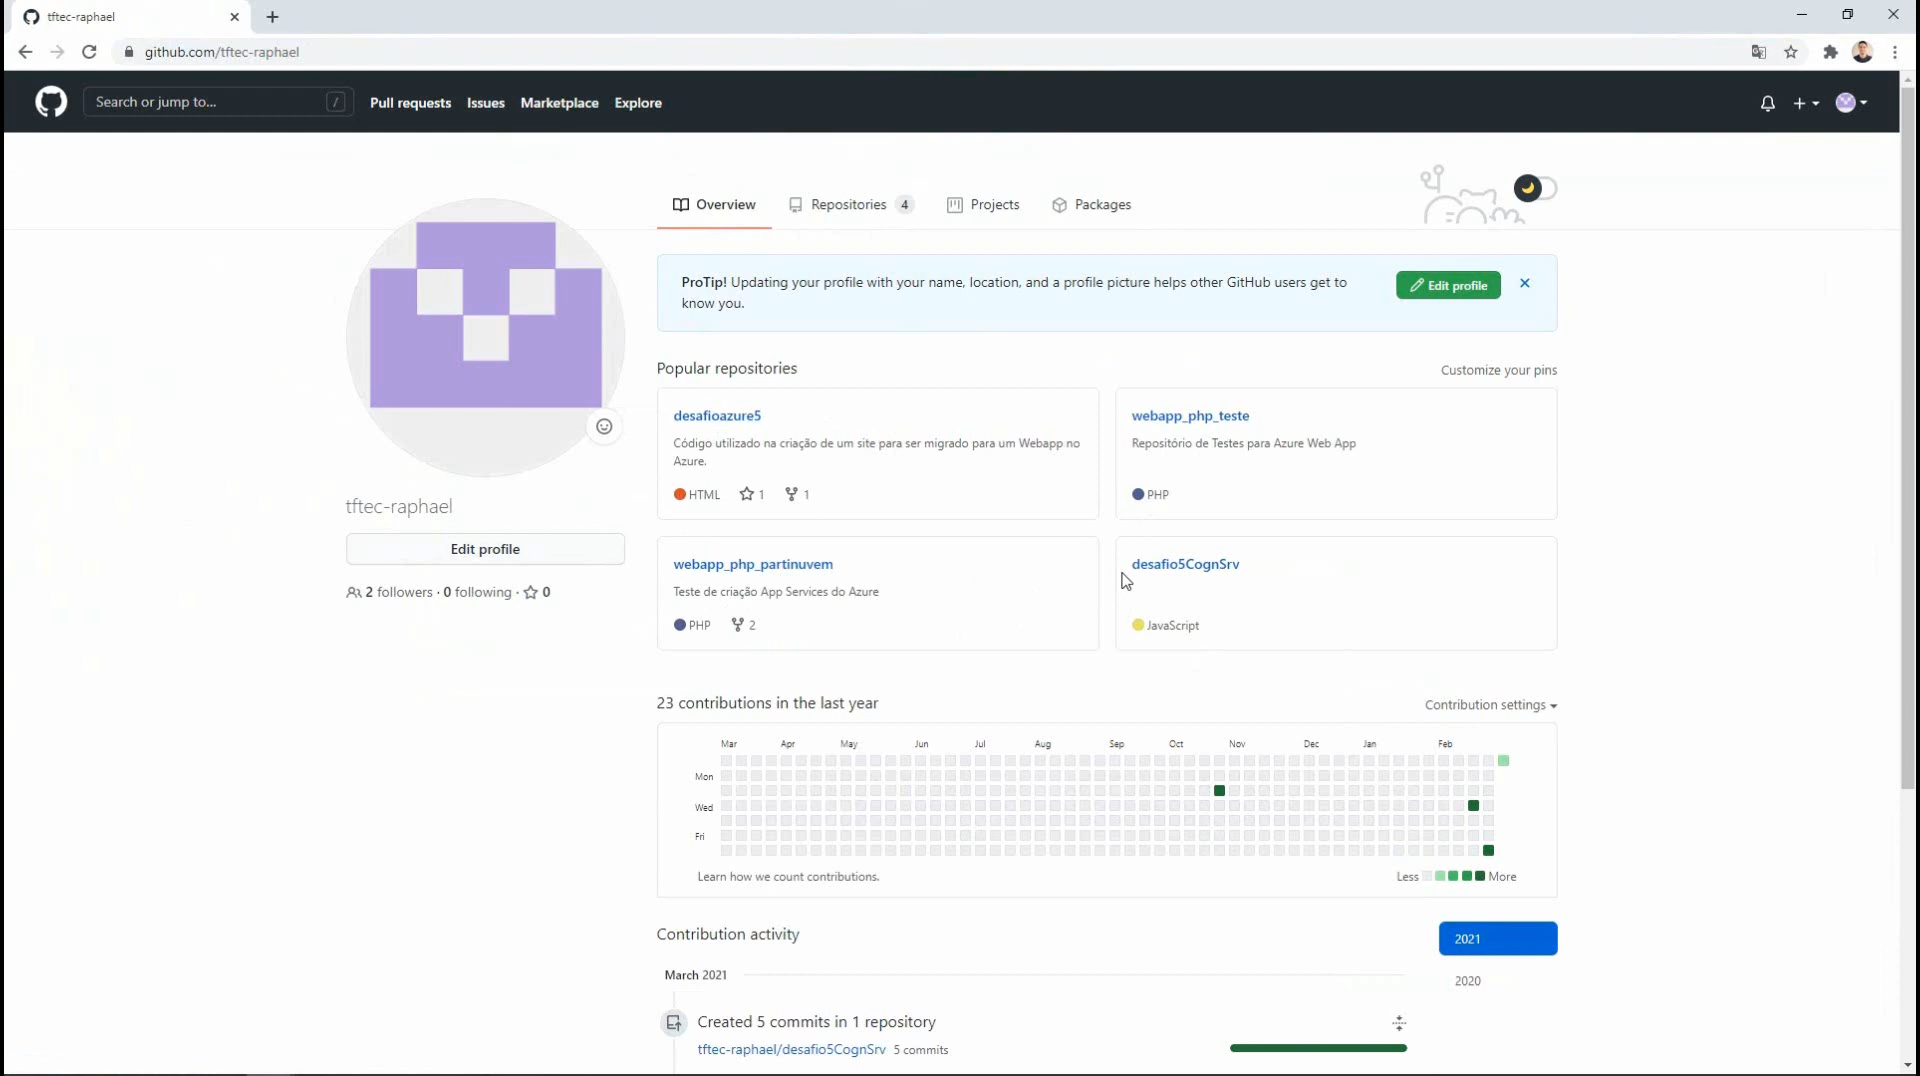 tftec-raphael
github.com/tftec-raphael
Search or jump to... /
Pull requests Issues Marketplace Explore
Overview Repositories 4 Projects Packages
ProTip! Updating your profile with your name, location, and a profile picture helps other GitHub users get to
know you.
Edit profile
tftec-raphael
Edit profile
2 followers · 0 following · 0
Popular repositories
Customize your pins
desafioazure5
Código utilizado na criação de um site para ser migrado para um Webapp no
Azure.
HTML 1 1
webapp_php_teste
Repositório de Testes para Azure Web App
PHP
webapp_php_partinuvem
Teste de criação App Services do Azure
PHP 2
desafio5CognSrv
JavaScript
23 contributions in the last year
Contribution settings
Mar Apr May Jun Jul Aug Sep Oct Nov Dec Jan Feb
Mon
Wed
Fri
Learn how we count contributions.
Less More
Contribution activity
2021
2020
March 2021
Created 5 commits in 1 repository
tftec-raphael/desafio5CognSrv 5 commits